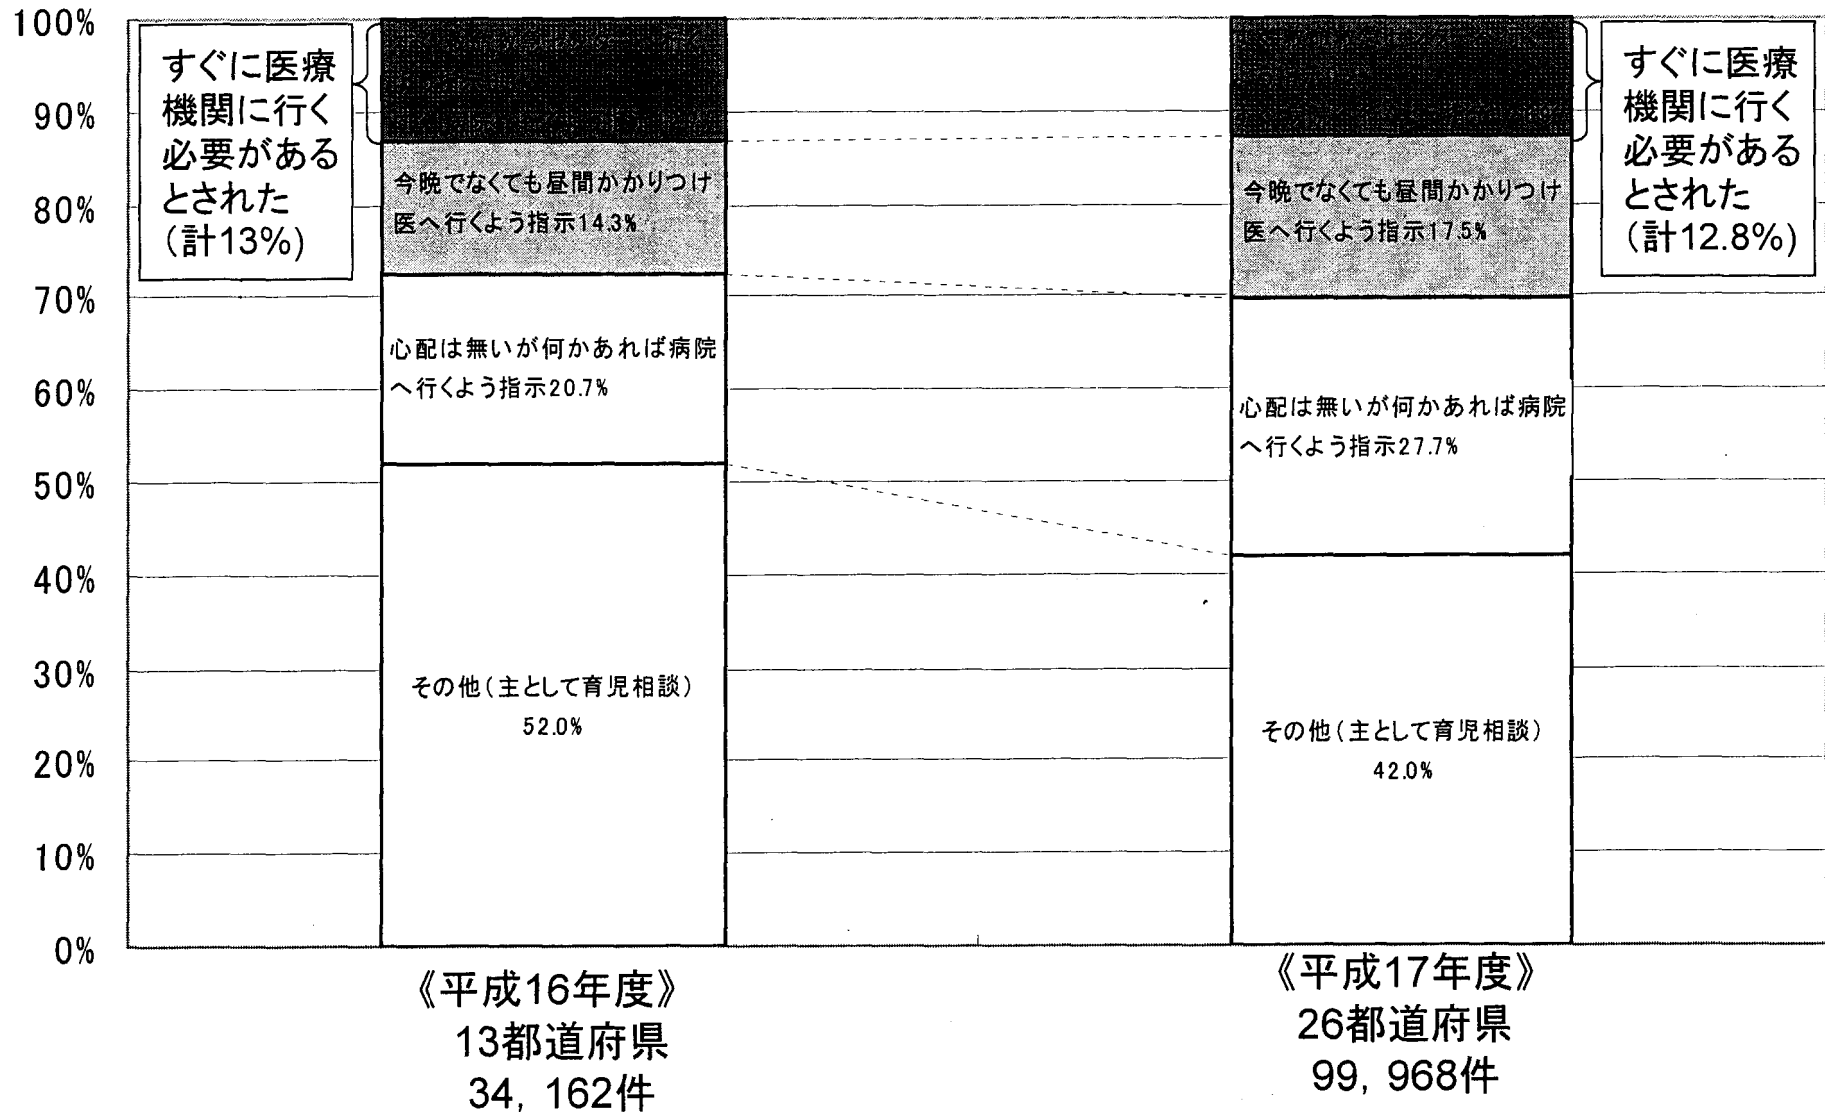 100%
90%
80%
70%
60%
50%
40%
30%
20%
10%
0%
すぐに医療
機関に行く
必要がある
とされた
(計13%)
今晩でなくても昼間かかりつけ
医へ行くよう指示14.3%
心配は無いが何かあれば病院
へ行くよう指示20.7%
その他(主として育児相談)
52.0%
今晩でなくても昼間かかりつけ
医へ行くよう指示17.5%
心配は無いが何かあれば病院
へ行くよう指示27.7%
その他(主として育児相談)
42.0%
すぐに医療
機関に行く
必要がある
とされた
(計12.8%)
《平成16年度》
13都道府県
34, 162件
《平成17年度》
26都道府県
99, 968件